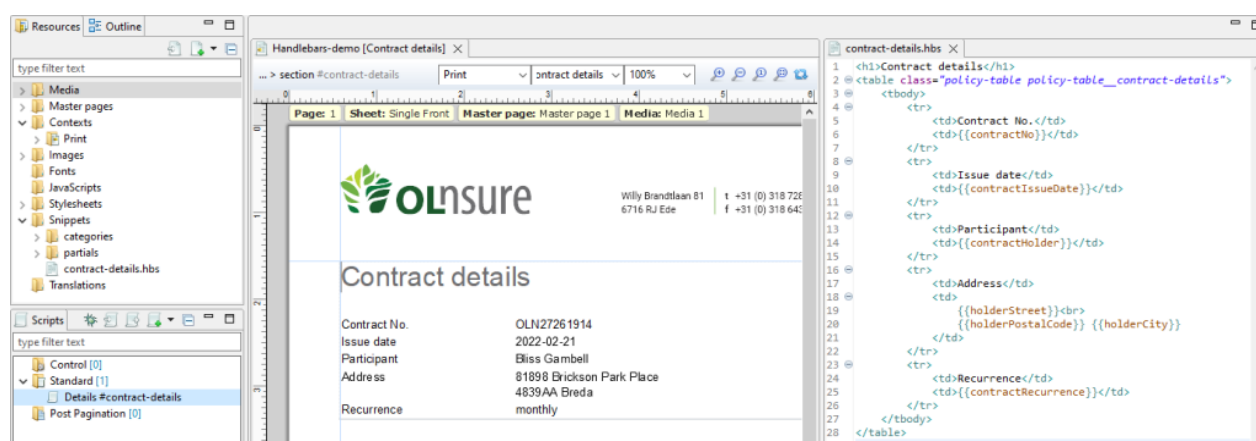 Resources Outline
type filter text
Media
Master pages
Contexts
Print
Images
Fonts
JavaScripts
Stylesheets
Snippets
categories
partials
contract-details.hbs
Translations
Scripts
type filter text
Control [0]
Standard [1]
Details #contract-details
Post Pagination [0]
Handlebars-demo [Contract details]
... > section #contract-details Print ontract details 100%
0 1 2 3 4 5 6
Page: 1 Sheet: Single Front Master page: Master page 1 Media: Media 1
OLnsure
Willy Brandtlaan 81 t +31 (0) 318 728
6716 RJ Ede f +31 (0) 318 643
Contract details
Contract No. OLN27261914
Issue date 2022-02-21
Participant Bliss Gambell
Address 81898 Brickson Park Place
4839AA Breda
Recurrence monthly
contract-details.hbs
1 <h1>Contract details</h1>
2 <table class="policy-table policy-table__contract-details">
3 <tbody>
4 <tr>
5 <td>Contract No.</td>
6 <td>{{contractNo}}</td>
7 </tr>
8 <tr>
9 <td>Issue date</td>
10 <td>{{contractIssueDate}}</td>
11 </tr>
12 <tr>
13 <td>Participant</td>
14 <td>{{contractHolder}}</td>
15 </tr>
16 <tr>
17 <td>Address</td>
18 <td>
19 {{holderStreet}}<br>
20 {{holderPostalCode}} {{holderCity}}
21 </td>
22 </tr>
23 <tr>
24 <td>Recurrence</td>
25 <td>{{contractRecurrence}}</td>
26 </tr>
27 </tbody>
28 </table>